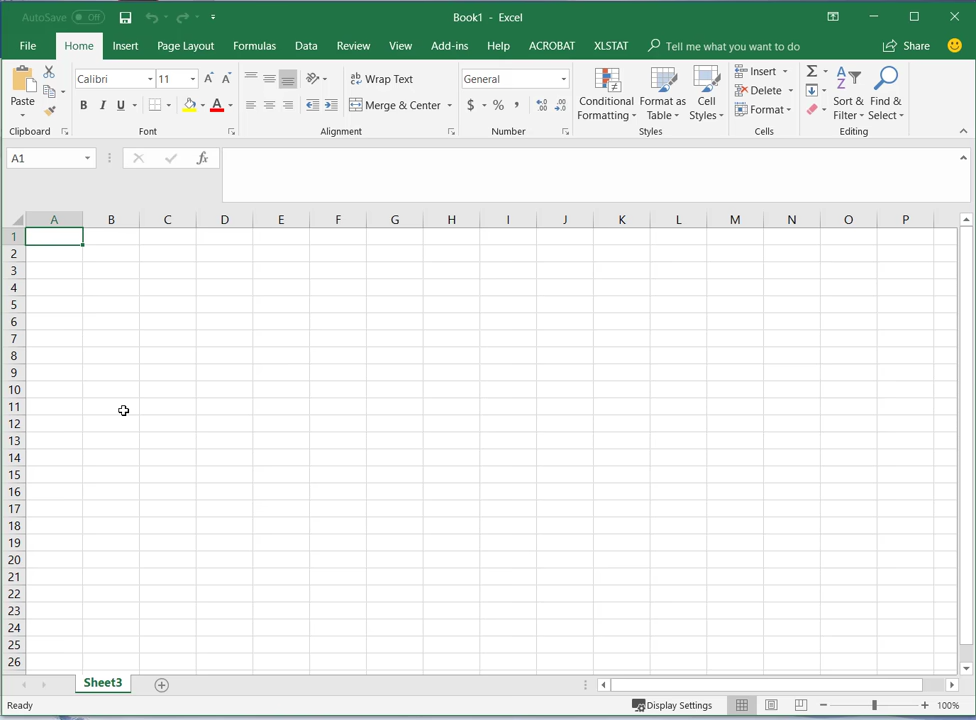 AutoSave Off
Book1 - Excel
File Home Insert Page Layout Formulas Data Review View Add-ins Help ACROBAT XLSTAT Tell me what you want to do Share
Calibri 11 Wrap Text General Insert Σ
Paste B I U A Merge & Center $ % , Conditional Formatting Format as Table Cell Styles Delete Sort & Filter Find & Select
Format
Clipboard Font Alignment Number Styles Cells Editing
A1 fx
A B C D E F G H I J K L M N O P
1
2
3
4
5
6
7
8
9
10
11
12
13
14
15
16
17
18
19
20
21
22
23
24
25
26
Sheet3
Ready Display Settings 100%